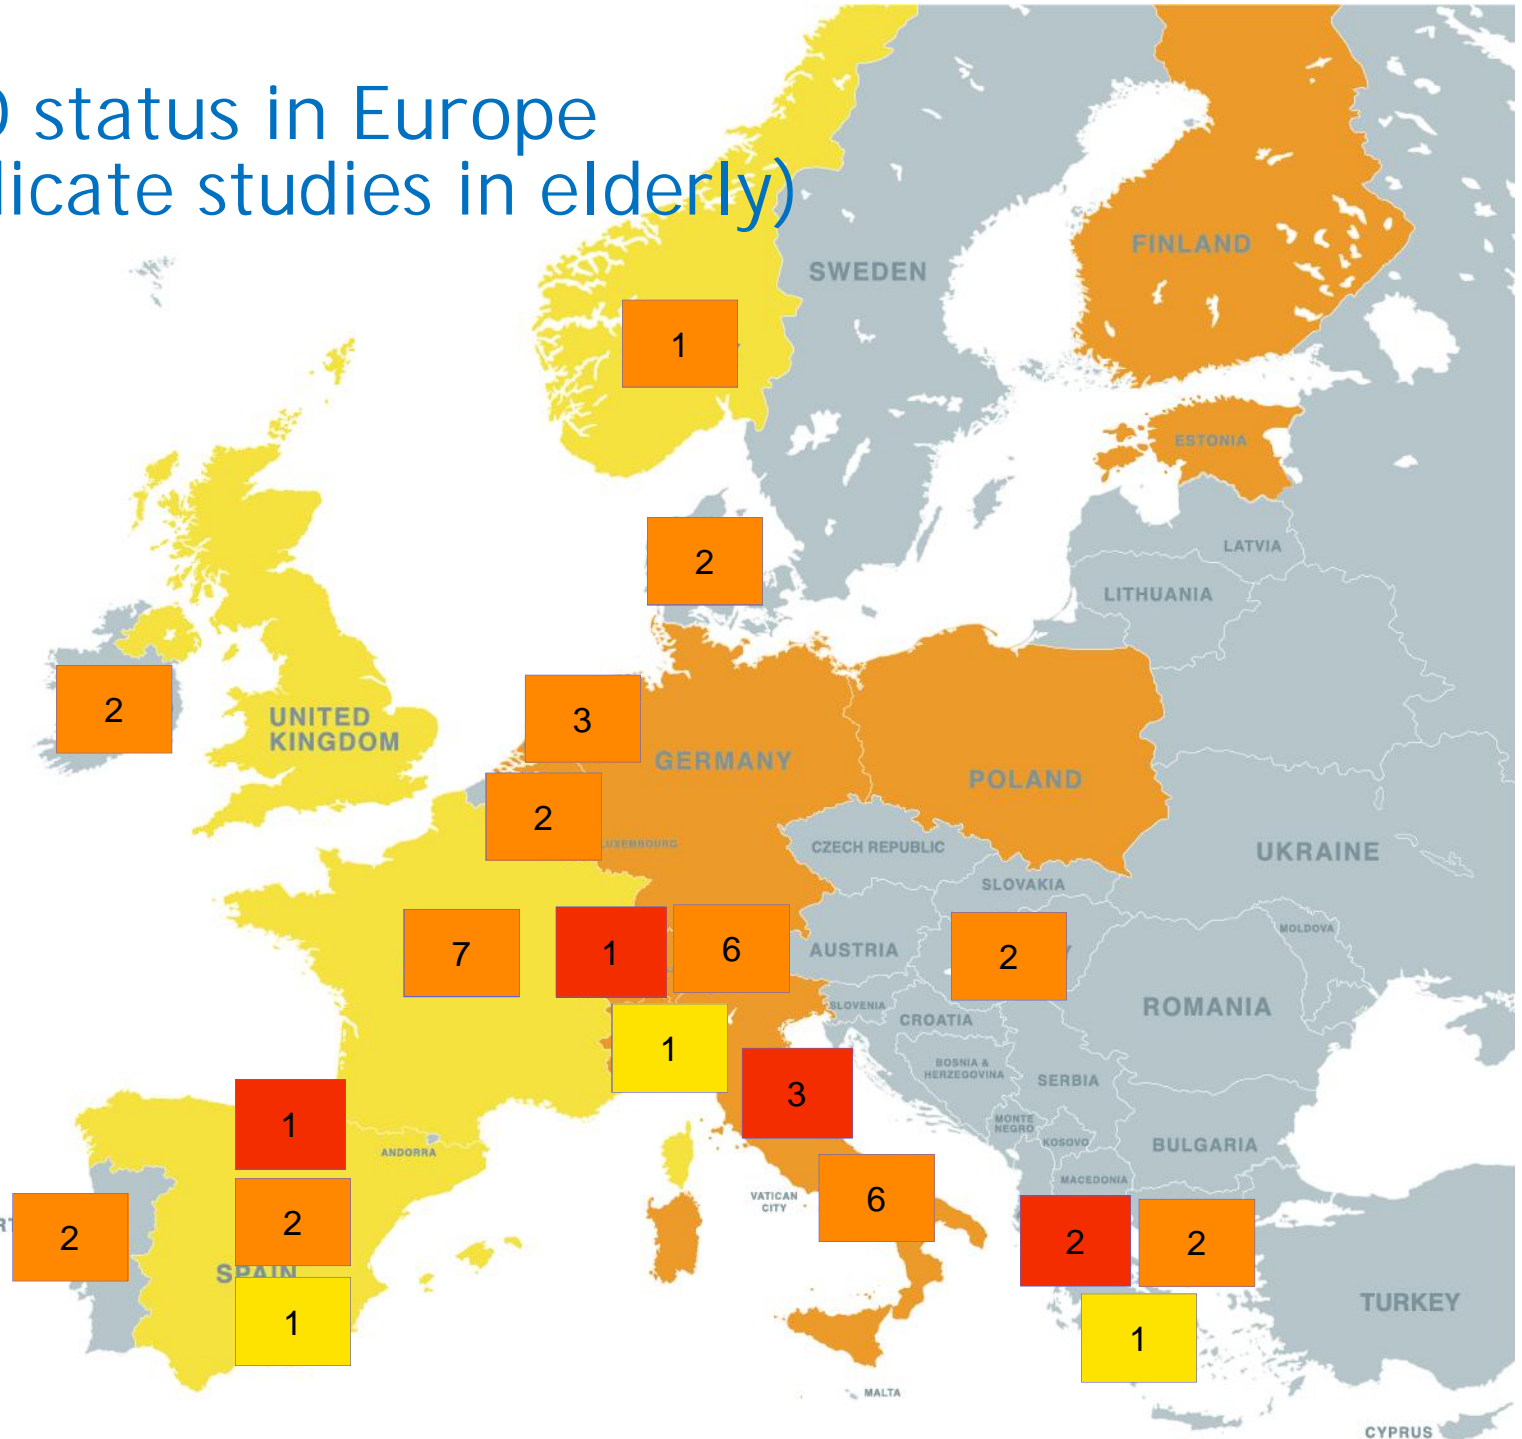 status in Europe
studies in elderly)
SWEDEN
FINLAND
1
ESTONIA
2
LATVIA
LITHUANIA
2
UNITED
KINGDOM
3
GERMANY
POLAND
2
CZECH REPUBLIC
UKRAINE
SLOVAKIA
7
1
6
AUSTRIA
2
MOLDOVA
SLOVENIA
CROATIA
ROMANIA
1
BOSNIA &
HERZEGOVINA
SERBIA
3
1
MONTE
NEGRO
KOSOVO
BULGARIA
ANDORRA
MACEDONIA
VATICAN
CITY
6
2
2
2
2
SPAIN
1
1
TURKEY
MALTA
CYPRUS